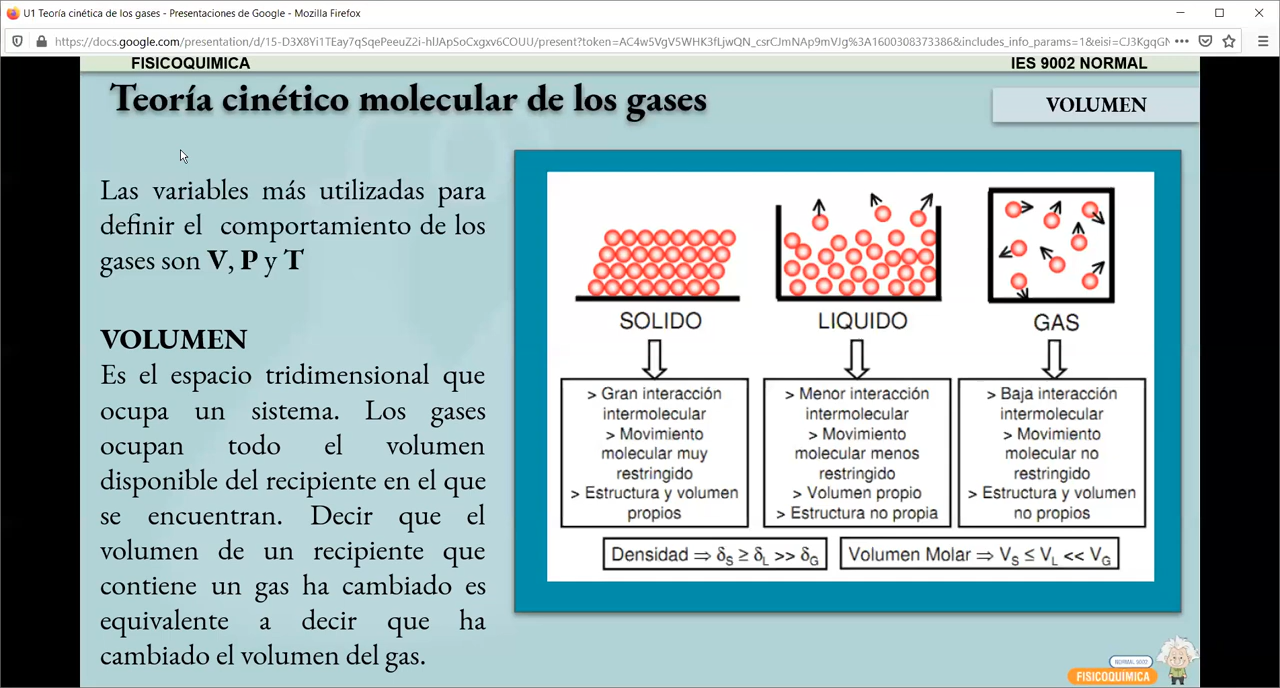 U1 Teoría cinética de los gases - Presentaciones de Google - Mozilla Firefox
FISICOQUIMICA
IES 9002 NORMAL
Teoría cinético molecular de los gases
VOLUMEN
Las variables más utilizadas para
definir el comportamiento de los
gases son V, P y T
VOLUMEN
Es el espacio tridimensional que
ocupa un sistema. Los gases
ocupan todo el volumen
disponible del recipiente en el que
se encuentran. Decir que el
volumen de un recipiente que
contiene un gas ha cambiado es
equivalente a decir que ha
cambiado el volumen del gas.
SOLIDO
> Gran interacción
intermolecular
> Movimiento
molecular muy
restringido
> Estructura y volumen
propios
LIQUIDO
> Menor interacción
intermolecular
> Movimiento
molecular menos
restringido
> Volumen propio
> Estructura no propia
GAS
> Baja interacción
intermolecular
> Movimiento
molecular no
restringido
> Estructura y volumen
no propios
Densidad ⇒ δS ≥ δL >> δG
Volumen Molar ⇒ VS ≤ VL << VG
NORMAL 9002
FISICOQUÍMICA